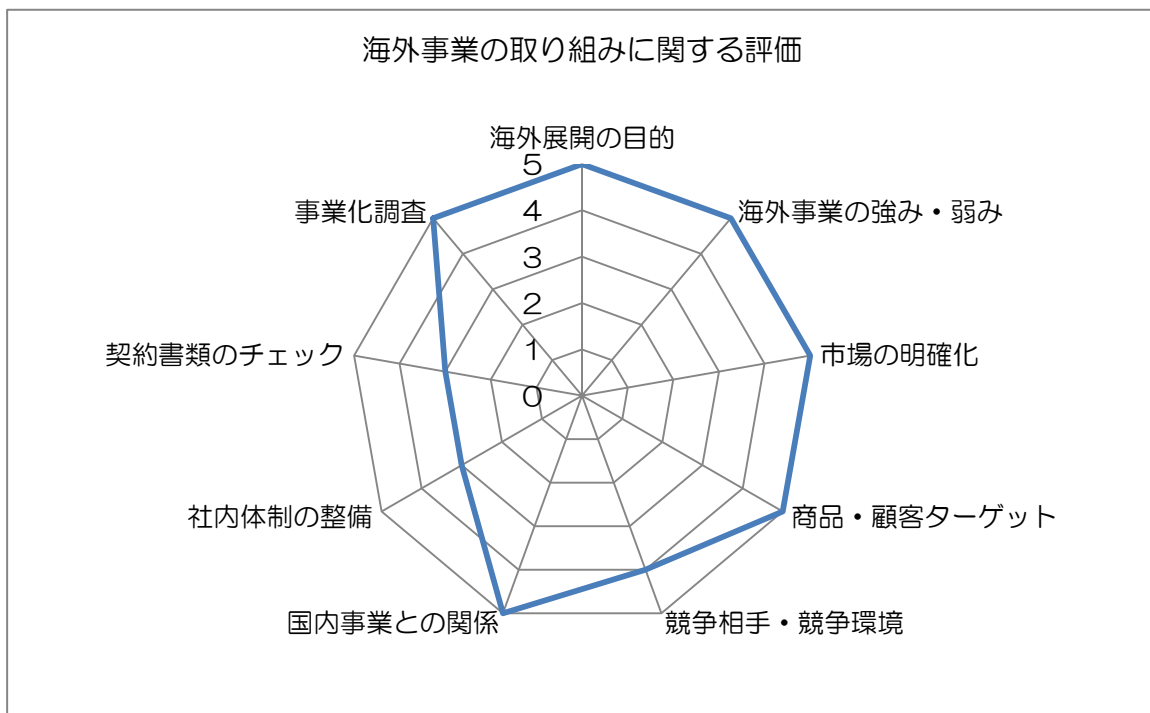 海外事業の取り組みに関する評価
海外展開の目的
海外事業の強み・弱み
市場の明確化
商品・顧客ターゲット
競争相手・競争環境
国内事業との関係
社内体制の整備
契約書類のチェック
事業化調査
5
4
3
2
1
0